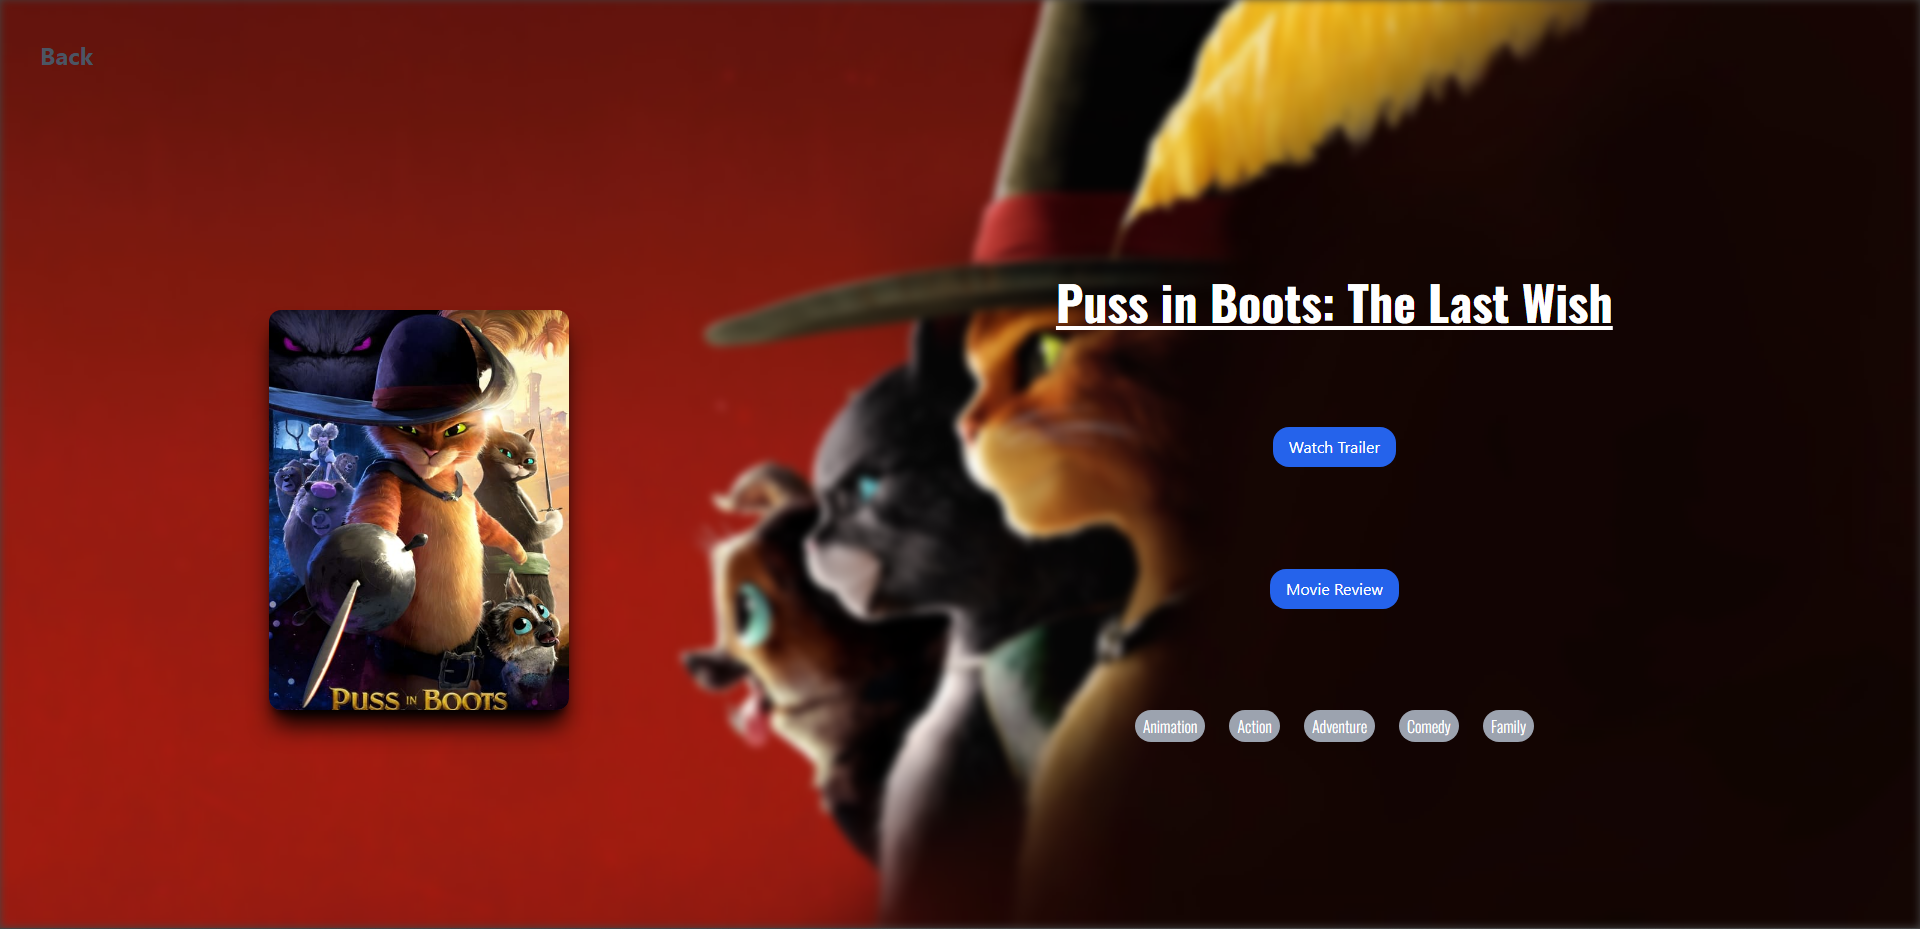 Back
Puss in Boots: The Last Wish
Watch Trailer
Movie Review
PUSS IN BOOTS
Animation Action Adventure Comedy Family